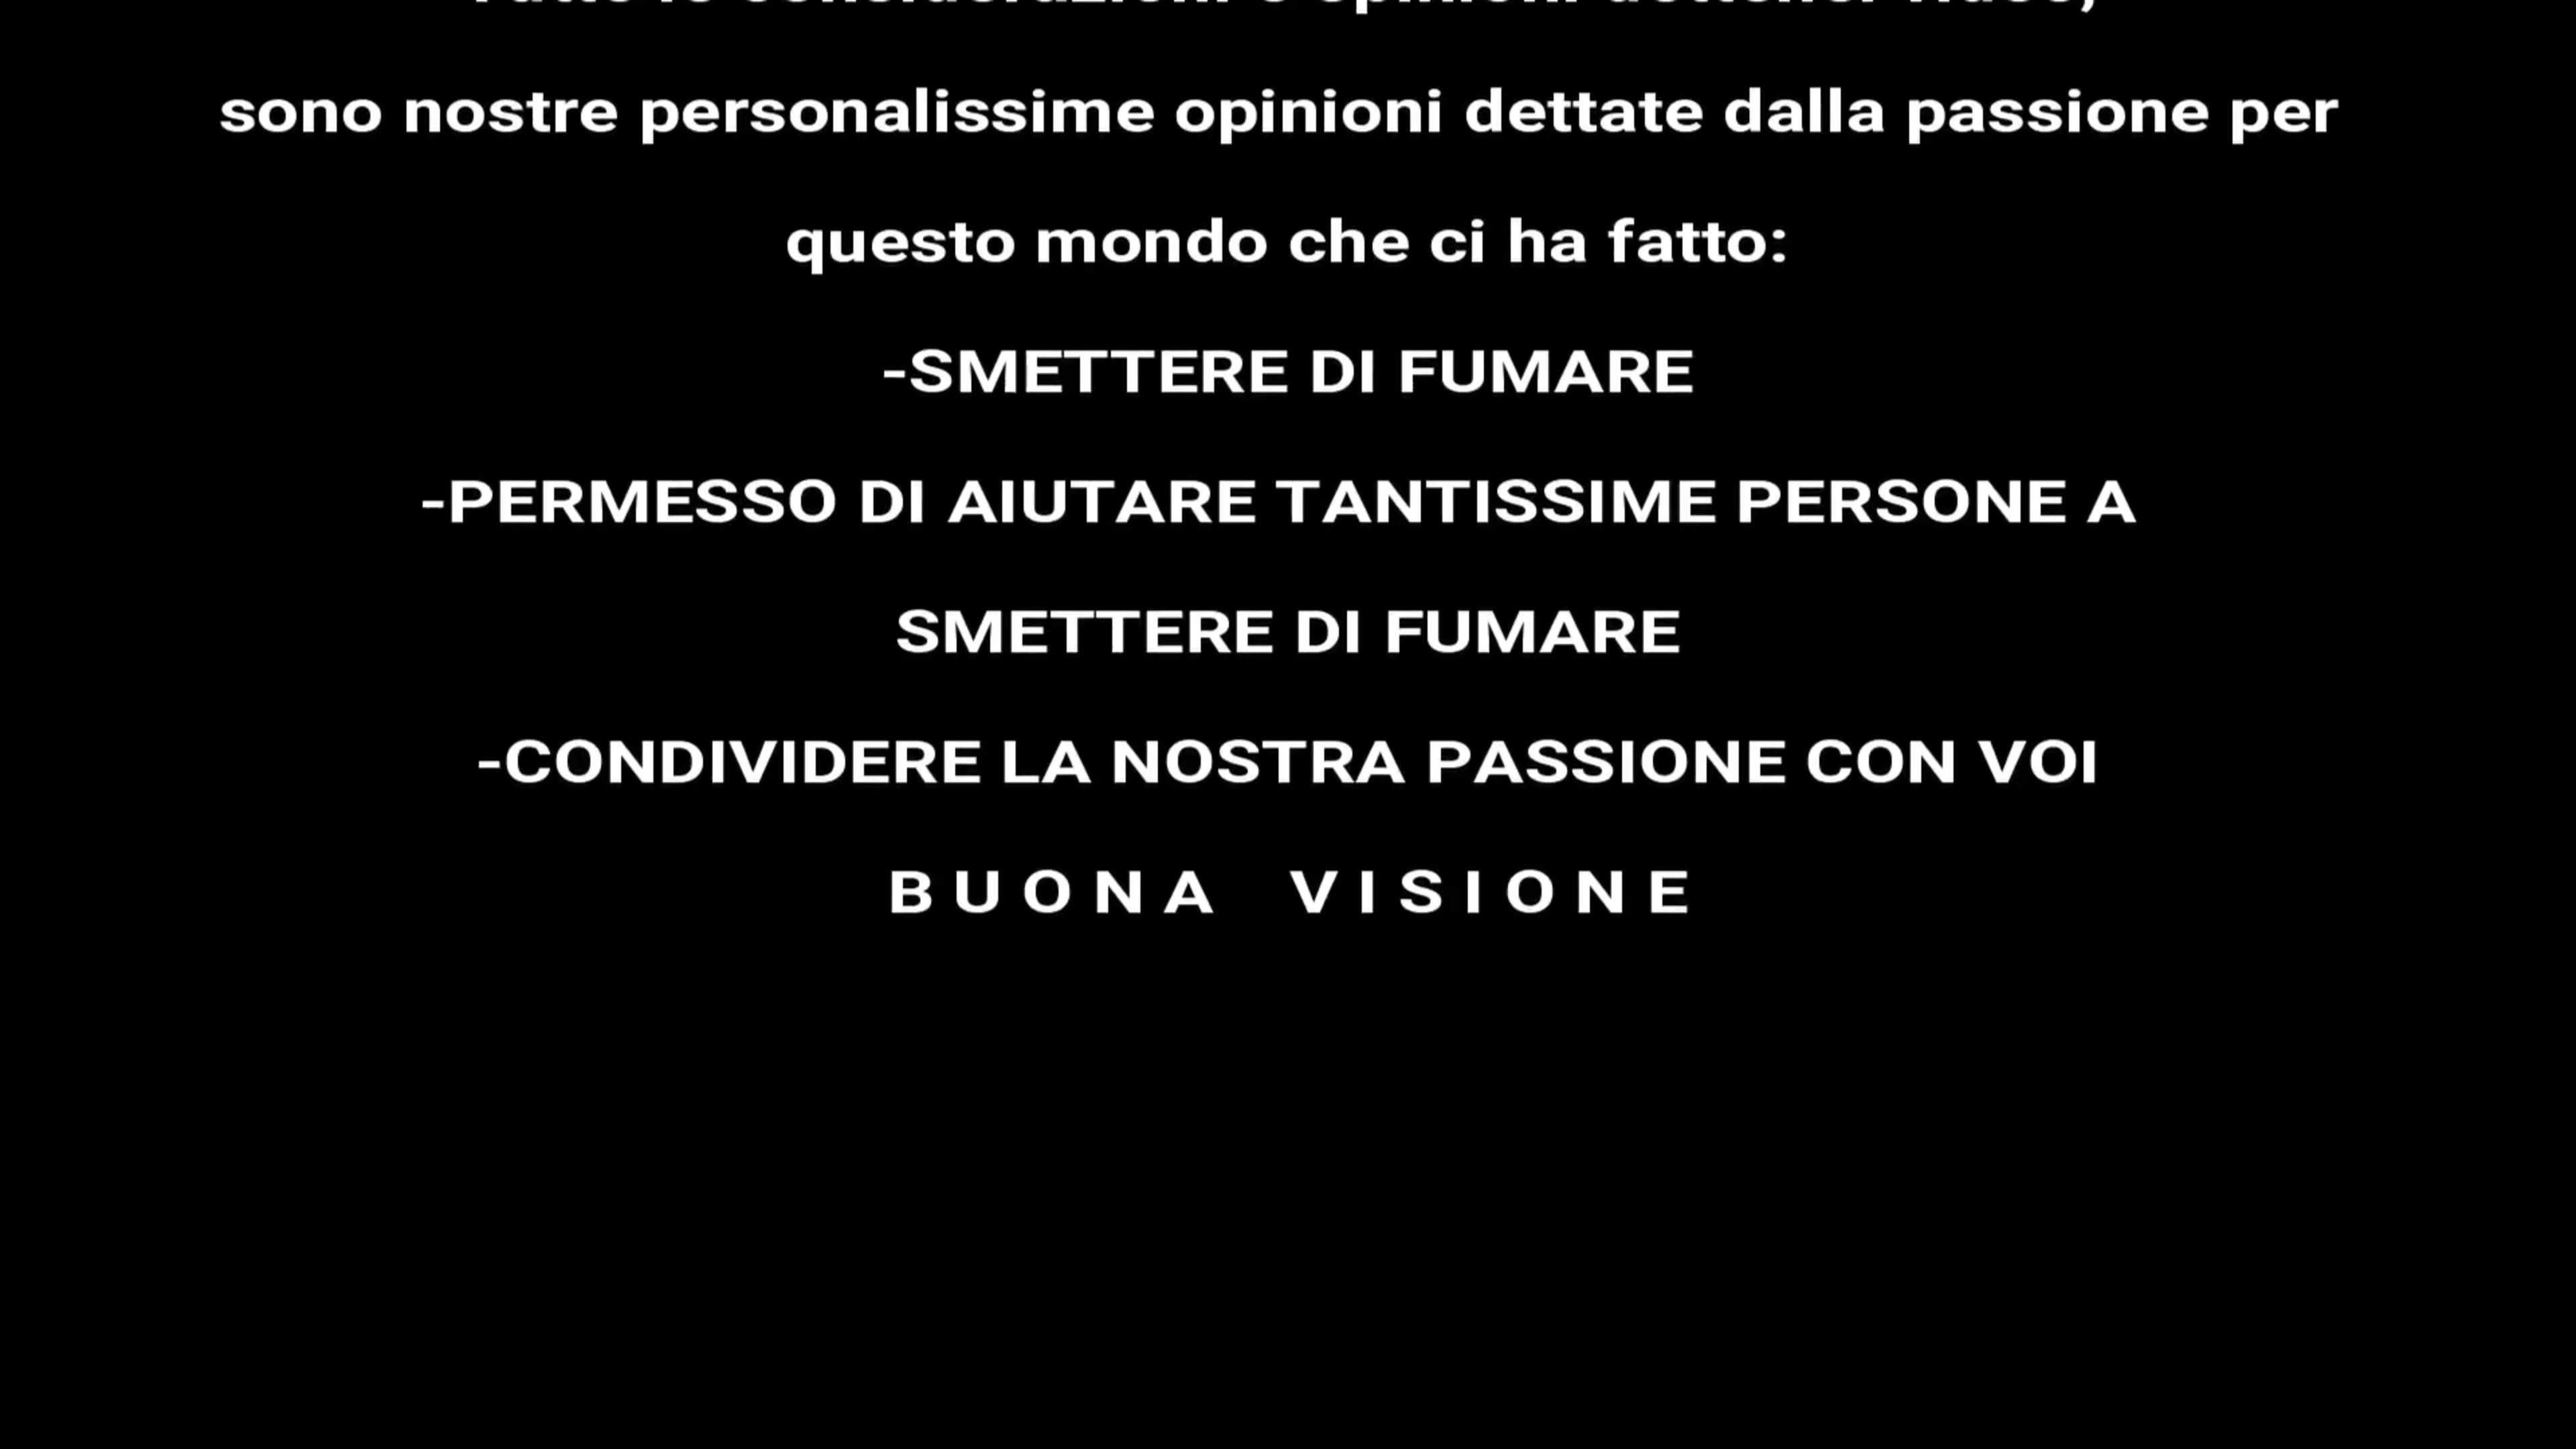 sono nostre personalissime opinioni dettate dalla passione per
questo mondo che ci ha fatto:
-SMETTERE DI FUMARE
-PERMESSO DI AIUTARE TANTISSIME PERSONE A
SMETTERE DI FUMARE
-CONDIVIDERE LA NOSTRA PASSIONE CON VOI
B U O N A V I S I O N E